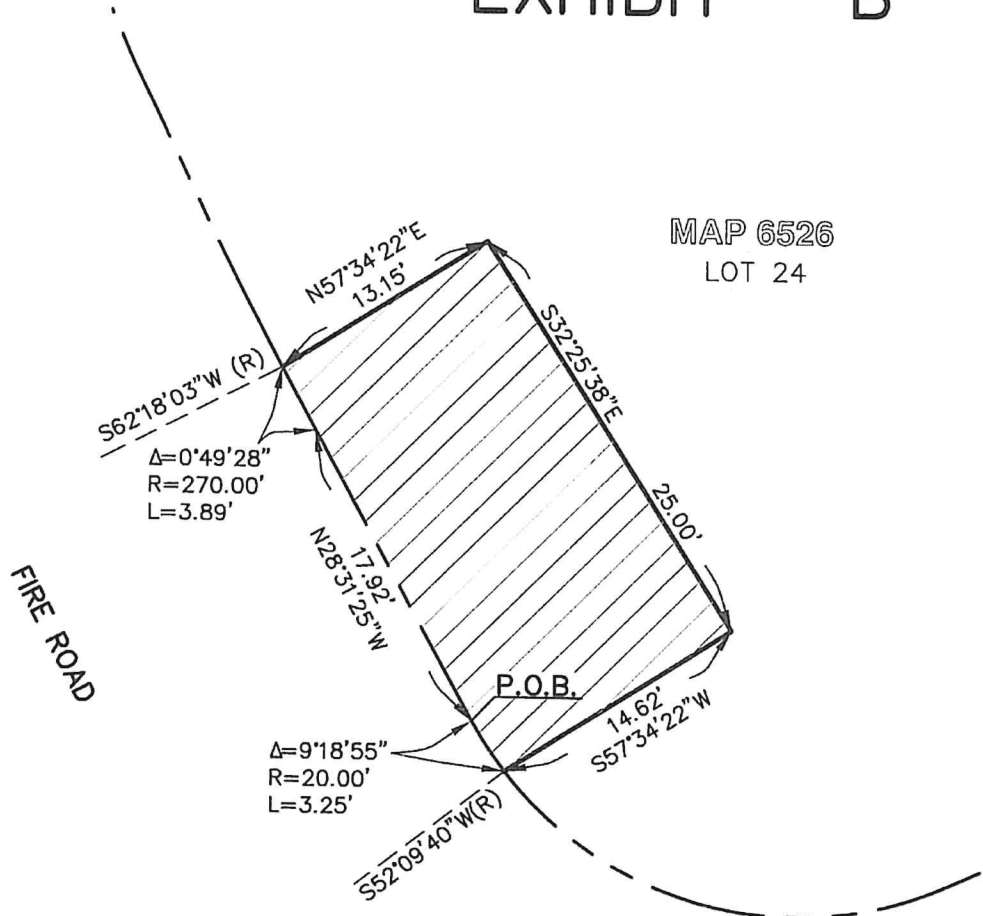 EXHIBIT B
MAP 6526
LOT 24
N57°34'22"E
13.15'
S32°25'38"E
25.00'
S62°18'03"W (R)
Δ=0°49'28"
R=270.00'
L=3.89'
17.92'
N28°31'25"W
FIRE ROAD
P.O.B.
14.62'
S57°34'22"W
Δ=9°18'55"
R=20.00'
L=3.25'
S52°09'40"W(R)